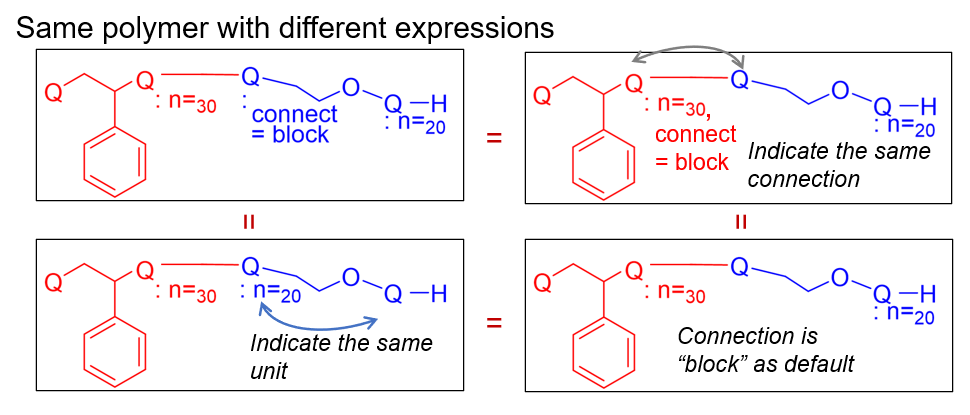 Same polymer with different expressions
Q Q Q O Q H
: n=30 : : n=20
connect
= block
=
Q Q Q O Q H
: n=30, : n=20
connect
= block
Indicate the same
connection
= =
Q Q Q O Q H
: n=30 : n=20
Indicate the same
unit
=
Q Q Q O Q H
: n=30 : n=20
Connection is
“block” as default